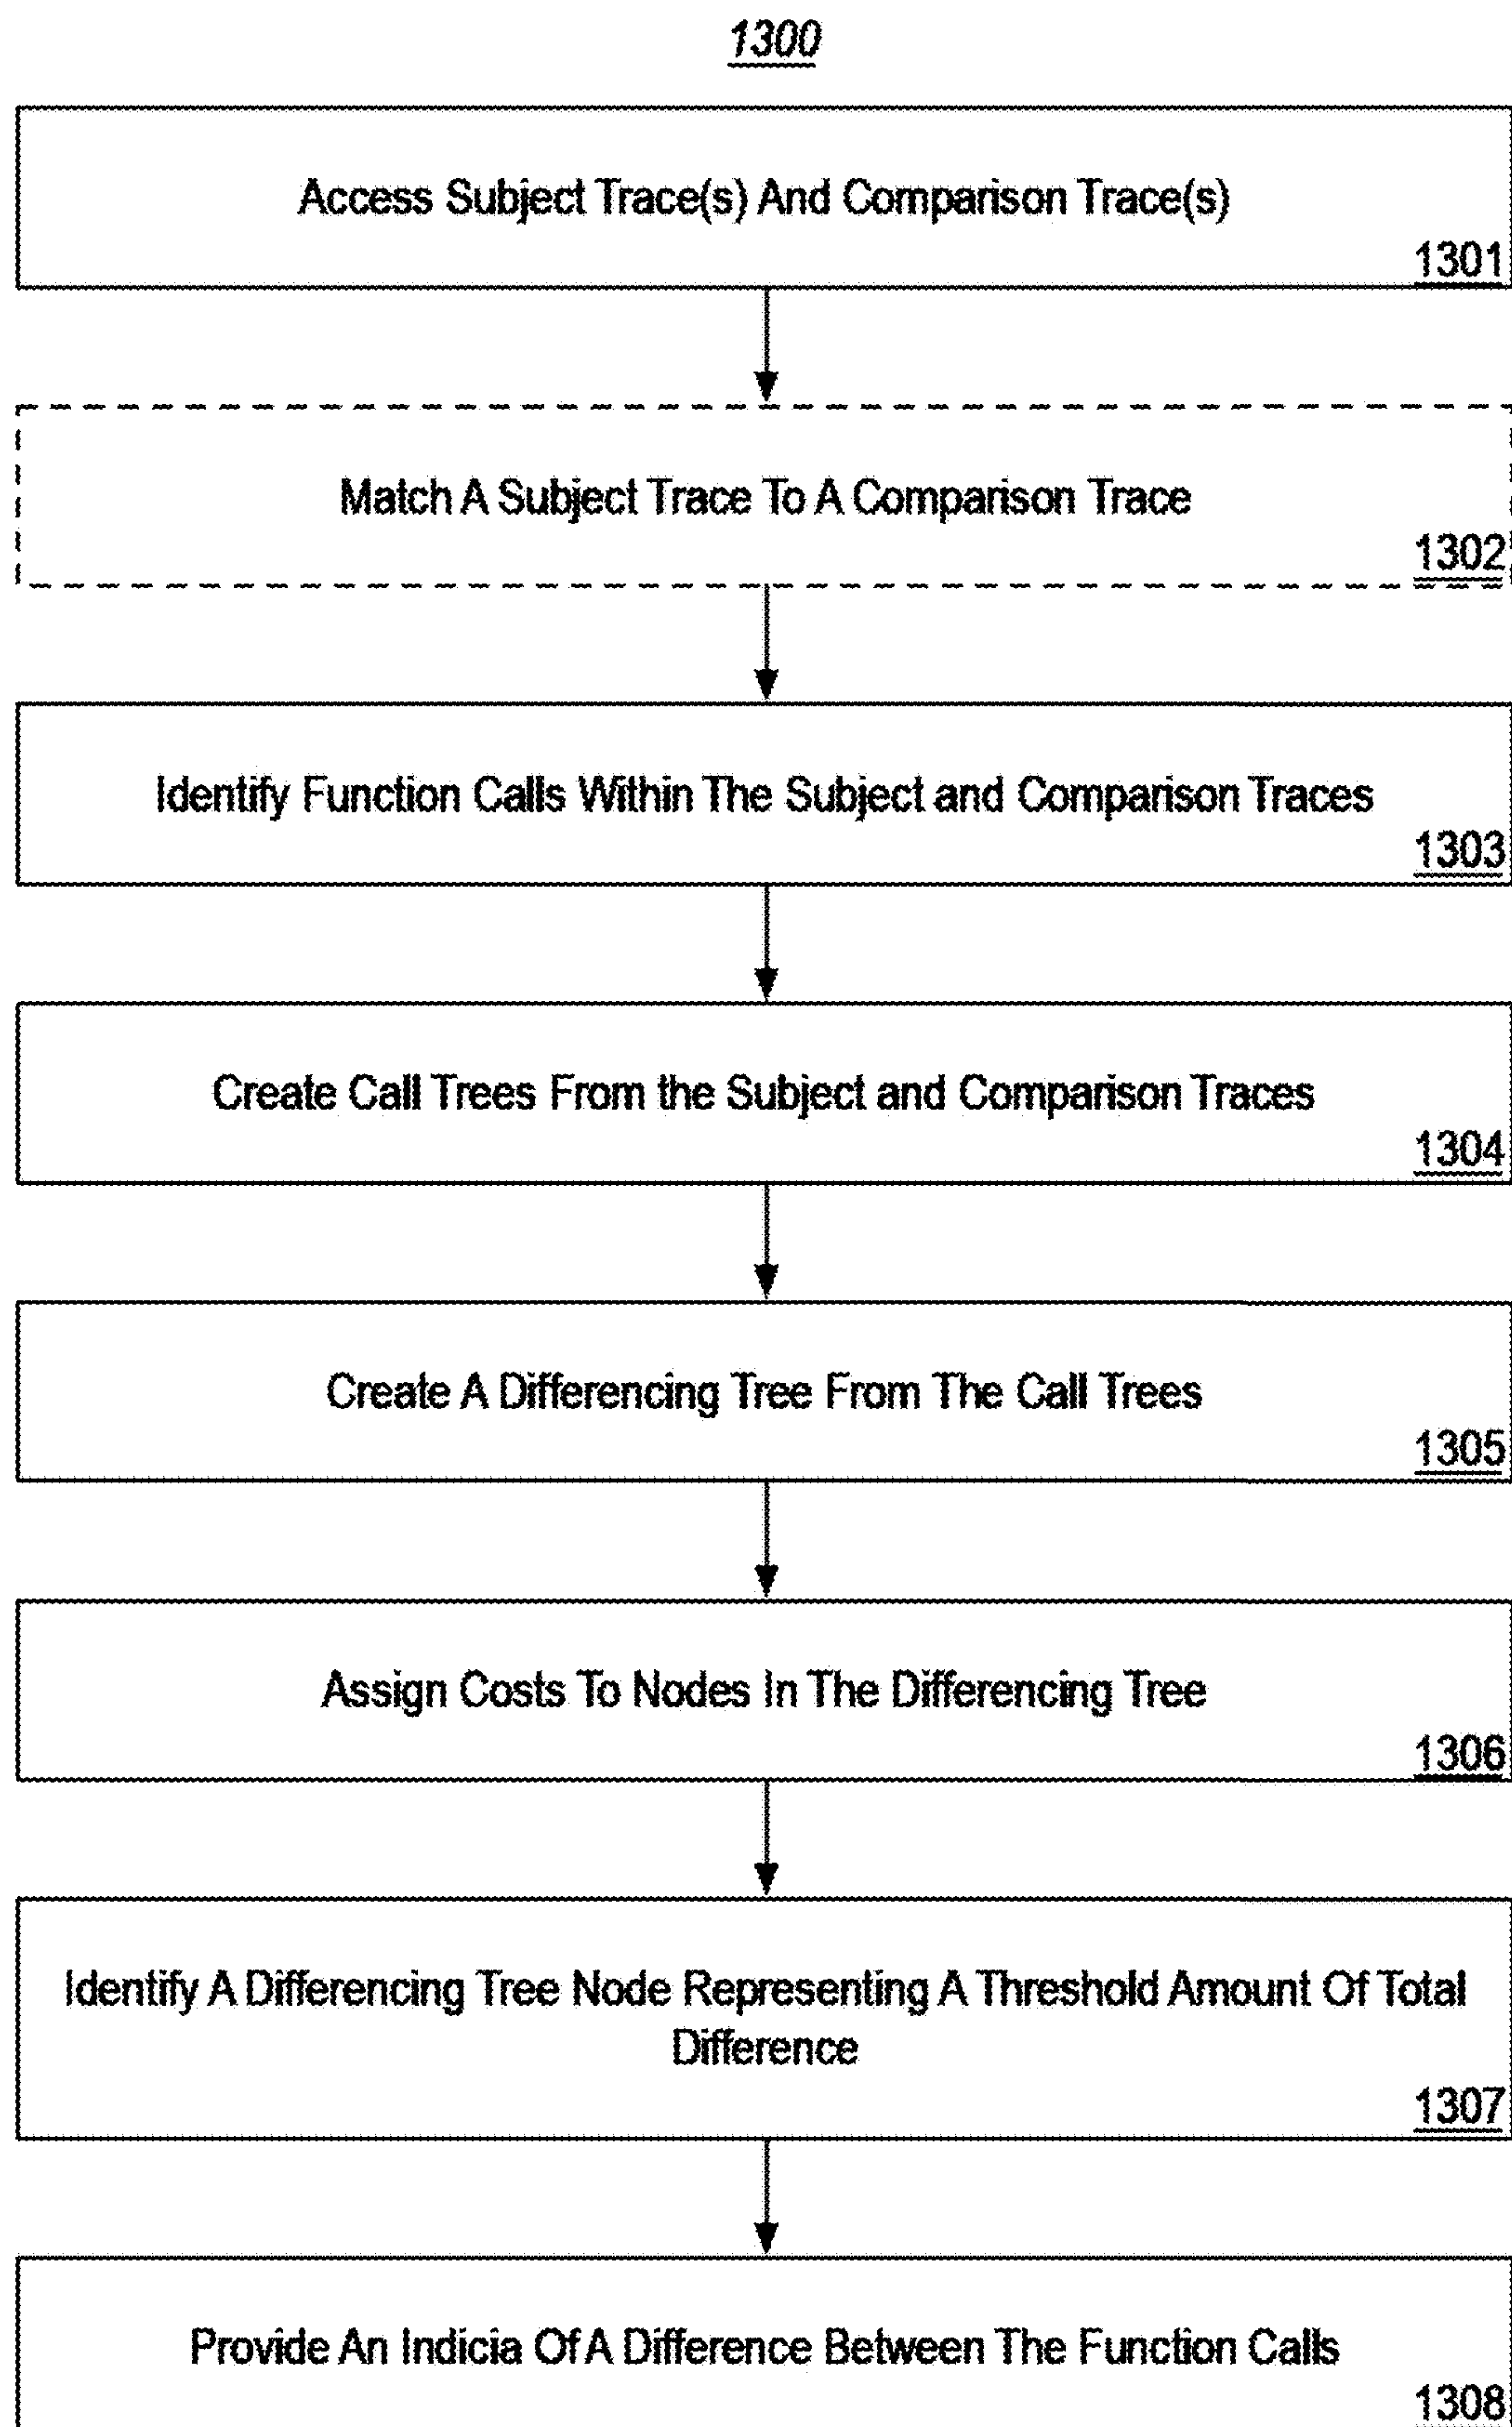 1300
Access Subject Trace(s) And Comparison Trace(s)
1301
Match A Subject Trace To A Comparison Trace
1302
Identify Function Calls Within The Subject and Comparison Traces
1303
Create Call Trees From the Subject and Comparison Traces
1304
Create A Differencing Tree From The Call Trees
1305
Assign Costs To Nodes In The Differencing Tree
1306
Identify A Differencing Tree Node Representing A Threshold Amount Of Total
Difference
1307
Provide An Indicia Of A Difference Between The Function Calls
1308